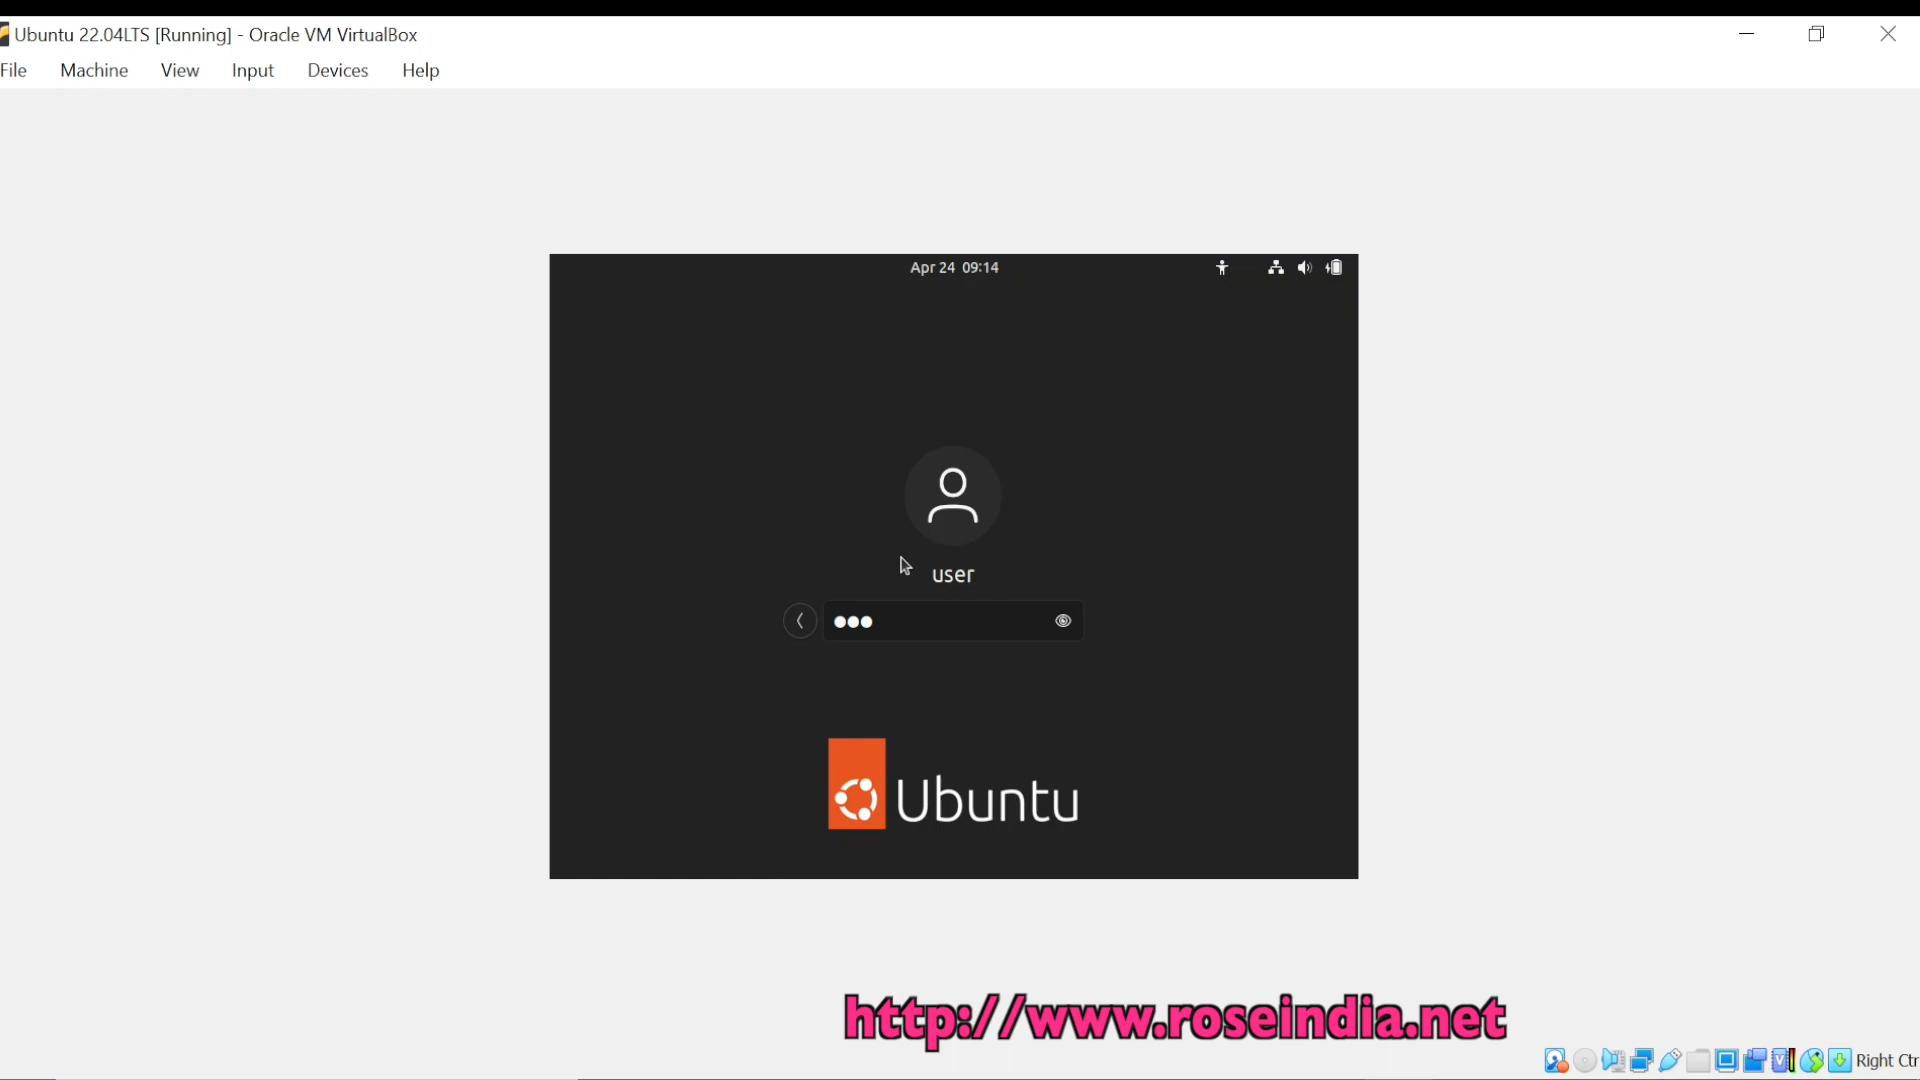 Ubuntu 22.04LTS [Running] - Oracle VM VirtualBox
File Machine View Input Devices Help
Apr 24 09:14
user
Ubuntu
http://www.roseindia.net
Right Ctr